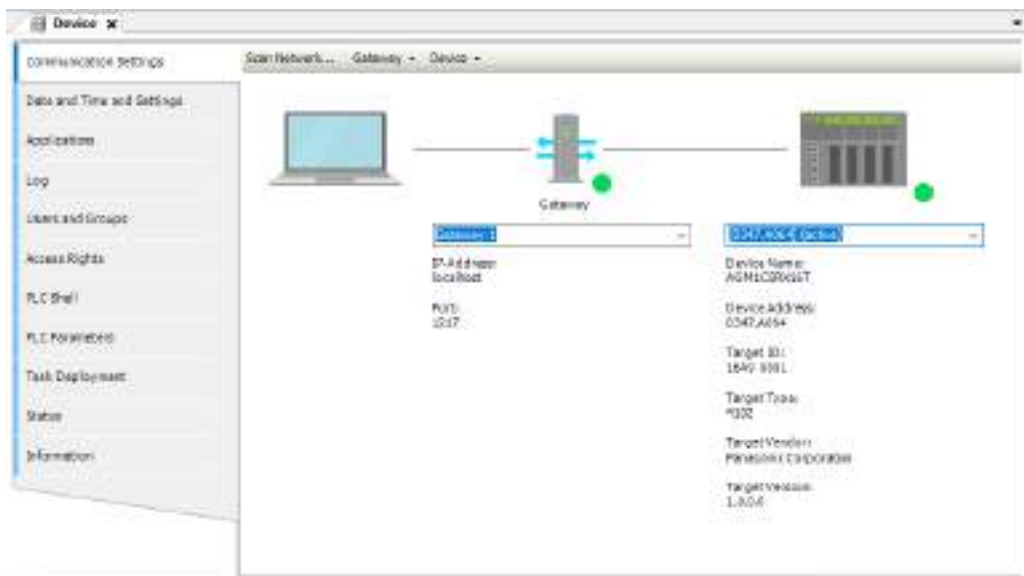 Device
Communication Settings
Scan Network... Gateway Device
Date and Time and Settings
Applications
Log
Users and Groups
Access Rights
PLC Shell
PLC Parameters
Task Deployment
Status
Information
Gateway
Gateway-1
(active)
IP-Address:
localhost
Port:
1217
Device Name:
Device Address:
Target ID:
Target Type:
Target Vendor:
Panasonic Corporation
Target Version: